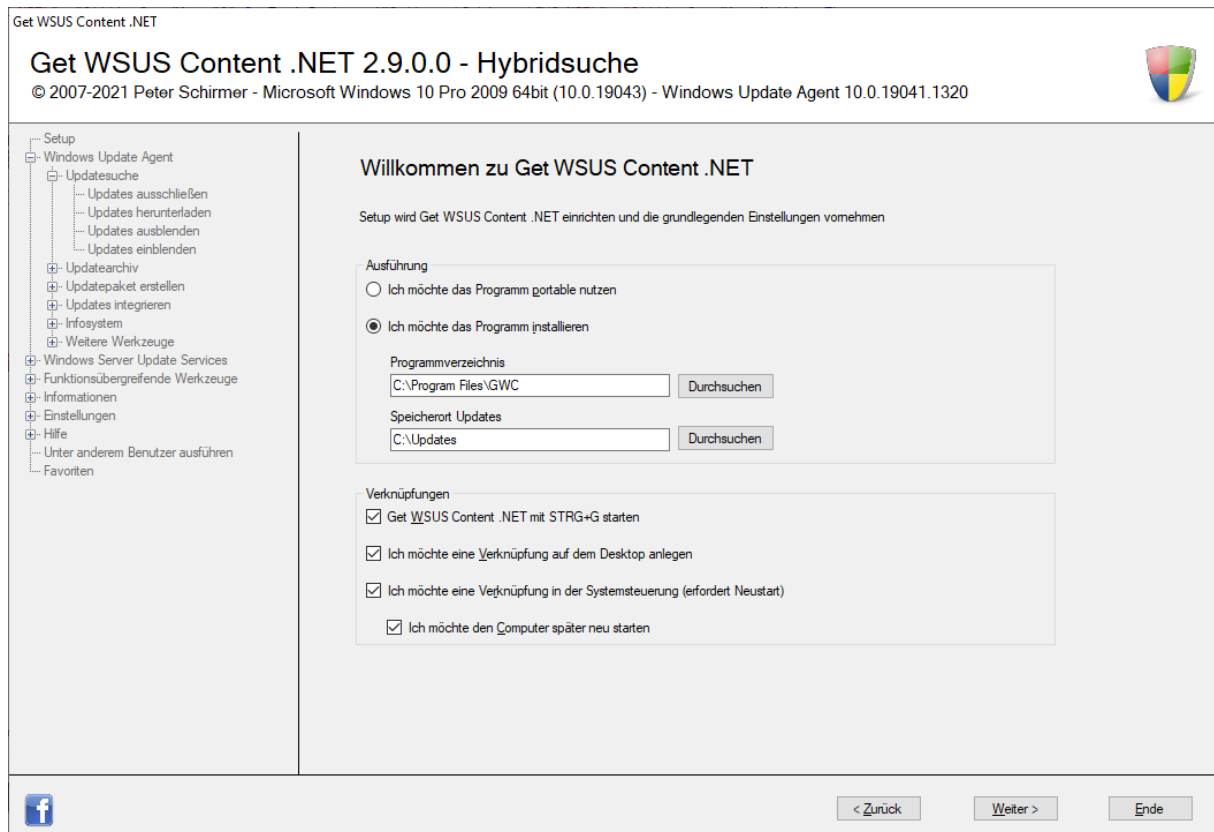 Get WSUS Content .NET
Get WSUS Content .NET 2.9.0.0 - Hybridsuche
© 2007-2021 Peter Schirmer - Microsoft Windows 10 Pro 2009 64bit (10.0.19043) - Windows Update Agent 10.0.19041.1320
Setup
Windows Update Agent
Updatesuche
Updates ausschließen
Updates herunterladen
Updates ausblenden
Updates einblenden
Updatearchiv
Updatepaket erstellen
Updates integrieren
Infosystem
Weitere Werkzeuge
Windows Server Update Services
Funktionsübergreifende Werkzeuge
Informationen
Einstellungen
Hilfe
Unter anderem Benutzer ausführen
Favoriten
Willkommen zu Get WSUS Content .NET
Setup wird Get WSUS Content .NET einrichten und die grundlegenden Einstellungen vornehmen
Ausführung
Ich möchte das Programm portable nutzen
Ich möchte das Programm installieren
Programmverzeichnis
C:\Program Files\GWC Durchsuchen
Speicherort Updates
C:\Updates Durchsuchen
Verknüpfungen
Get WSUS Content .NET mit STRG+G starten
Ich möchte eine Verknüpfung auf dem Desktop anlegen
Ich möchte eine Verknüpfung in der Systemsteuerung (erfordert Neustart)
Ich möchte den Computer später neu starten
f < Zurück Weiter > Ende